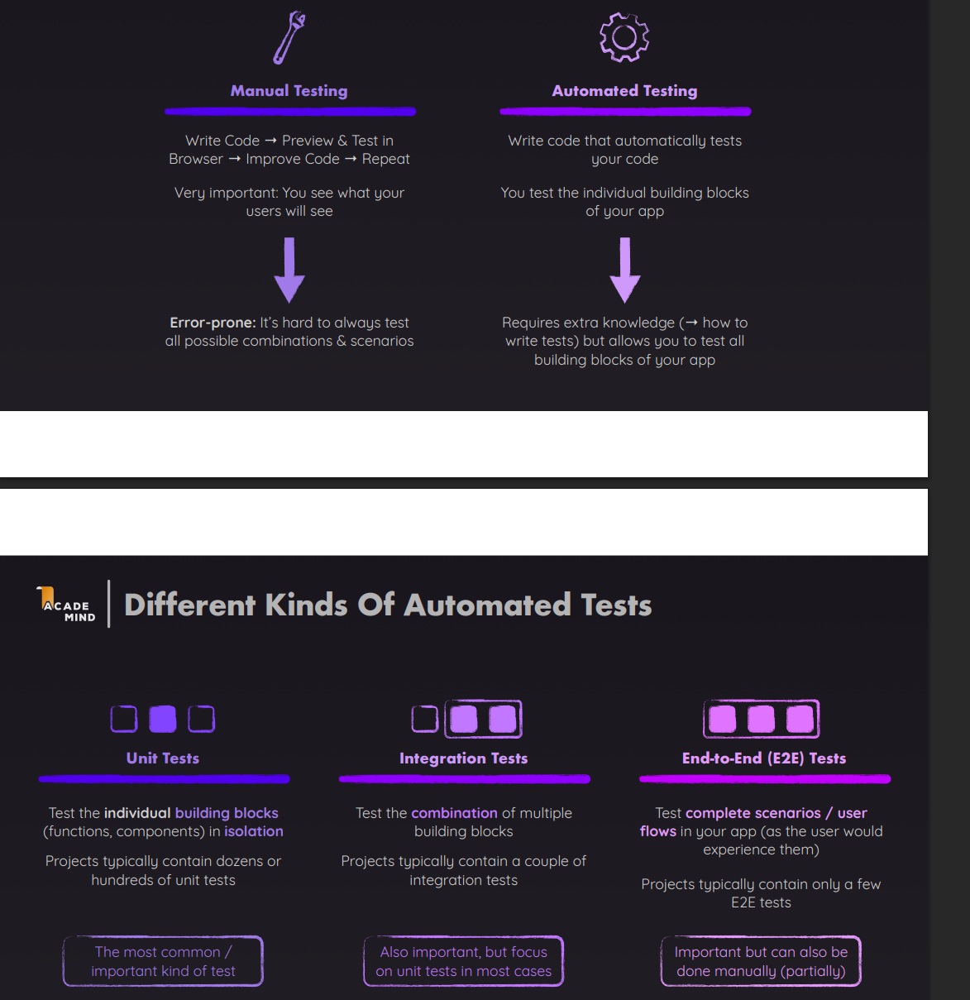 Manual Testing
Write Code → Preview & Test in
Browser → Improve Code → Repeat
Very important: You see what your
users will see
Error-prone: It's hard to always test
all possible combinations & scenarios
Automated Testing
Write code that automatically tests
your code
You test the individual building blocks
of your app
Requires extra knowledge (→ how to
write tests) but allows you to test all
building blocks of your app
ACADE
MIND
Different Kinds Of Automated Tests
Unit Tests
Test the individual building blocks
(functions, components) in isolation
Projects typically contain dozens or
hundreds of unit tests
The most common /
important kind of test
Integration Tests
Test the combination of multiple
building blocks
Projects typically contain a couple of
integration tests
Also important, but focus
on unit tests in most cases
End-to-End (E2E) Tests
Test complete scenarios / user
flows in your app (as the user would
experience them)
Projects typically contain only a few
E2E tests
Important but can also be
done manually (partially)